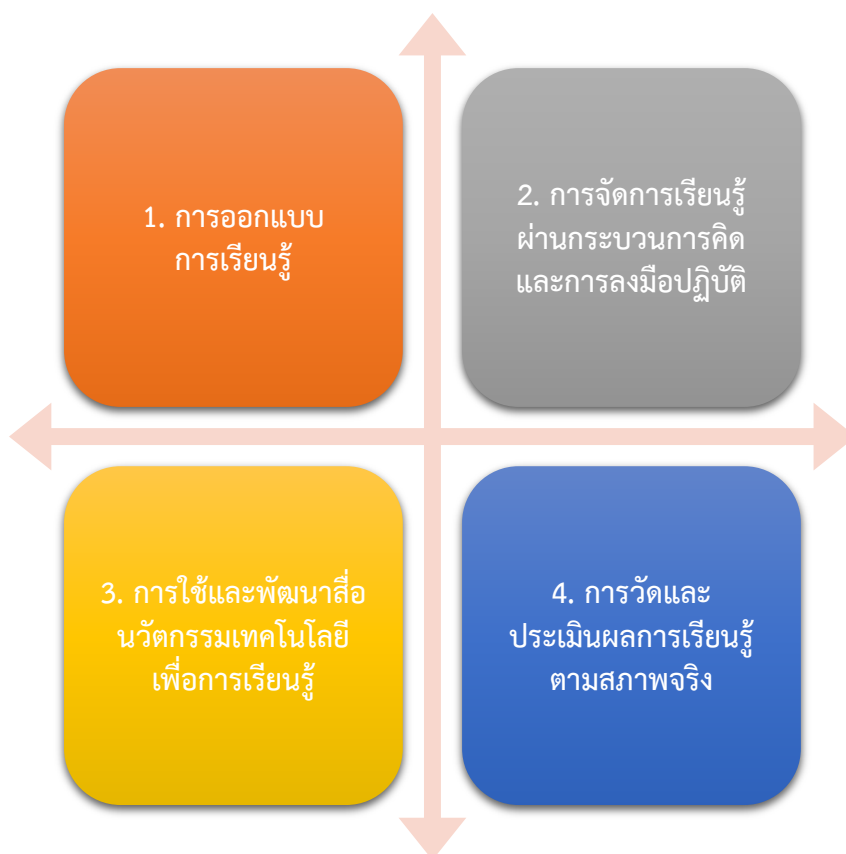 1. การออกแบบ
การเรียนรู้
2. การจัดการเรียนรู้
ผ่านกระบวนการคิด
และการลงมือปฏิบัติ
3. การใช้และพัฒนาสื่อ
นวัตกรรมเทคโนโลยี
เพื่อการเรียนรู้
4. การวัดและ
ประเมินผลการเรียนรู้
ตามสภาพจริง